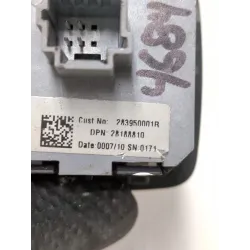 Cust No: 283950001R
DPN: 28188810
Date: 0007/10 SN:0171